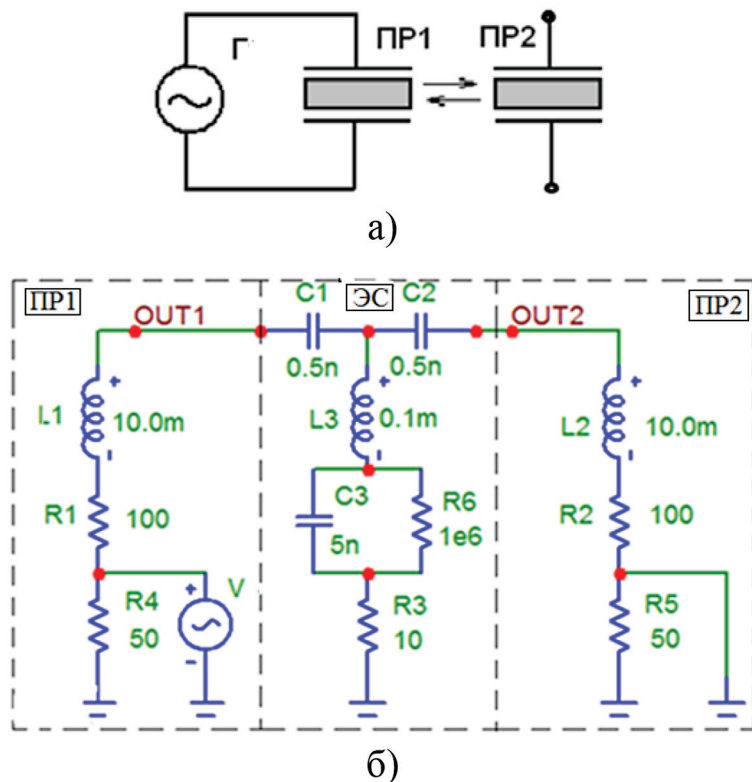 Г ПР1 ПР2
а)
ПР1 C1 ЭС C2 ПР2
OUT1 OUT2
0.5n 0.5n
L1 10.0m L3 0.1m L2 10.0m
C3 R6
R1 100 5n 1e6 R2 100
V
R4 R3 R5
50 10 50
б)